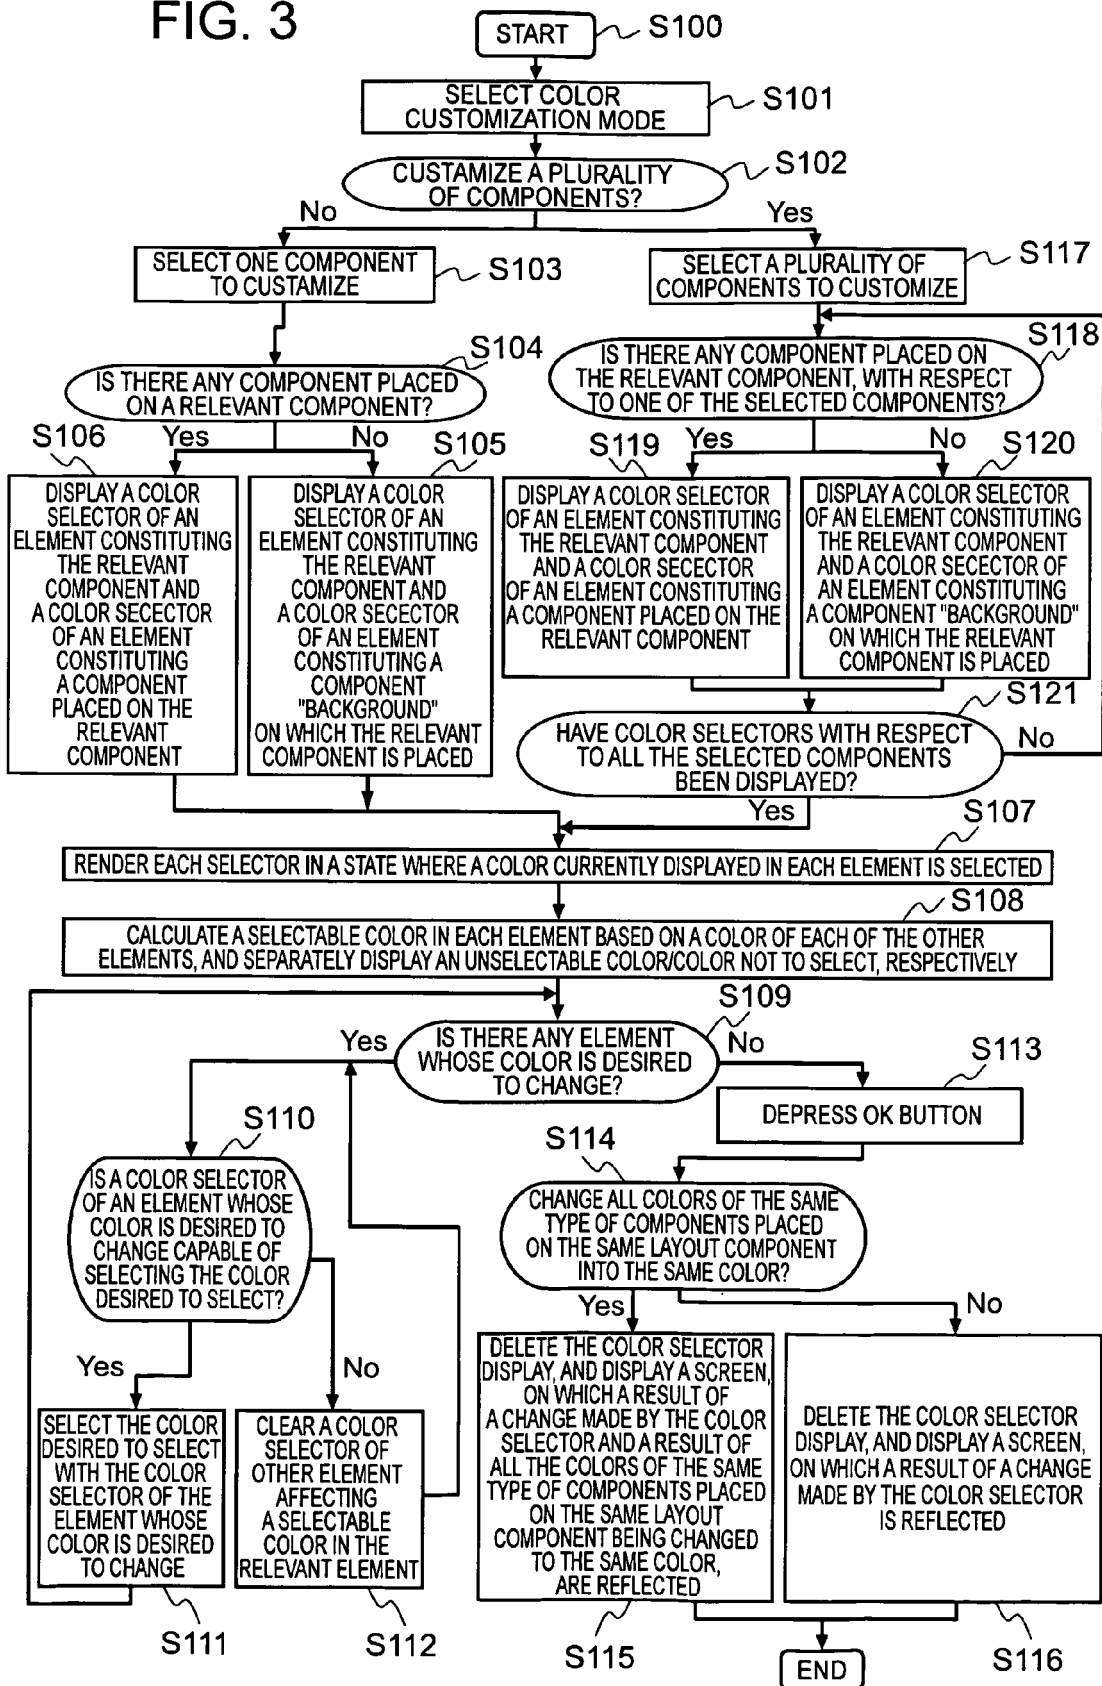 FIG. 3
START
S100
SELECT COLOR
CUSTOMIZATION MODE
S101
CUSTAMIZE A PLURALITY
OF COMPONENTS?
S102
No
Yes
SELECT ONE COMPONENT
TO CUSTAMIZE
S103
SELECT A PLURALITY OF
COMPONENTS TO CUSTOMIZE
S117
IS THERE ANY COMPONENT PLACED
ON A RELEVANT COMPONENT?
S104
IS THERE ANY COMPONENT PLACED ON
THE RELEVANT COMPONENT, WITH RESPECT
TO ONE OF THE SELECTED COMPONENTS?
S118
S106
Yes
No
S105
S119
Yes
No
S120
DISPLAY A COLOR
SELECTOR OF AN
ELEMENT CONSTITUTING
THE RELEVANT
COMPONENT AND
A COLOR SECECTOR
OF AN ELEMENT
CONSTITUTING
A COMPONENT
PLACED ON THE
RELEVANT
COMPONENT
DISPLAY A COLOR
SELECTOR OF AN
ELEMENT CONSTITUTING
THE RELEVANT
COMPONENT AND
A COLOR SECECTOR
OF AN ELEMENT
CONSTITUTING A
COMPONENT
"BACKGROUND"
ON WHICH THE RELEVANT
COMPONENT IS PLACED
DISPLAY A COLOR SELECTOR
OF AN ELEMENT CONSTITUTING
THE RELEVANT COMPONENT
AND A COLOR SECECTOR
OF AN ELEMENT CONSTITUTING
A COMPONENT PLACED ON THE
RELEVANT COMPONENT
DISPLAY A COLOR SELECTOR
OF AN ELEMENT CONSTITUTING
THE RELEVANT COMPONENT
AND A COLOR SECECTOR OF
AN ELEMENT CONSTITUTING
A COMPONENT "BACKGROUND"
ON WHICH THE RELEVANT
COMPONENT IS PLACED
S121
HAVE COLOR SELECTORS WITH RESPECT
TO ALL THE SELECTED COMPONENTS
BEEN DISPLAYED?
No
Yes
S107
RENDER EACH SELECTOR IN A STATE WHERE A COLOR CURRENTLY DISPLAYED IN EACH ELEMENT IS SELECTED
S108
CALCULATE A SELECTABLE COLOR IN EACH ELEMENT BASED ON A COLOR OF EACH OF THE OTHER
ELEMENTS, AND SEPARATELY DISPLAY AN UNSELECTABLE COLOR/COLOR NOT TO SELECT, RESPECTIVELY
S109
IS THERE ANY ELEMENT
WHOSE COLOR IS DESIRED
TO CHANGE?
Yes
No
S113
DEPRESS OK BUTTON
S110
IS A COLOR SELECTOR
OF AN ELEMENT WHOSE
COLOR IS DESIRED TO
CHANGE CAPABLE OF
SELECTING THE COLOR
DESIRED TO SELECT?
S114
CHANGE ALL COLORS OF THE SAME
TYPE OF COMPONENTS PLACED
ON THE SAME LAYOUT COMPONENT
INTO THE SAME COLOR?
Yes
No
Yes
No
SELECT THE COLOR
DESIRED TO SELECT
WITH THE COLOR
SELECTOR OF THE
ELEMENT WHOSE
COLOR IS DESIRED
TO CHANGE
CLEAR A COLOR
SELECTOR OF
OTHER ELEMENT
AFFECTING
A SELECTABLE
COLOR IN THE
RELEVANT ELEMENT
DELETE THE COLOR SELECTOR
DISPLAY, AND DISPLAY A SCREEN,
ON WHICH A RESULT OF
A CHANGE MADE BY THE COLOR
SELECTOR AND A RESULT OF
ALL THE COLORS OF THE SAME
TYPE OF COMPONENTS PLACED
ON THE SAME LAYOUT
COMPONENT BEING CHANGED
TO THE SAME COLOR,
ARE REFLECTED
DELETE THE COLOR SELECTOR
DISPLAY, AND DISPLAY A SCREEN,
ON WHICH A RESULT OF A CHANGE
MADE BY THE COLOR SELECTOR
IS REFLECTED
S111
S112
S115
S116
END